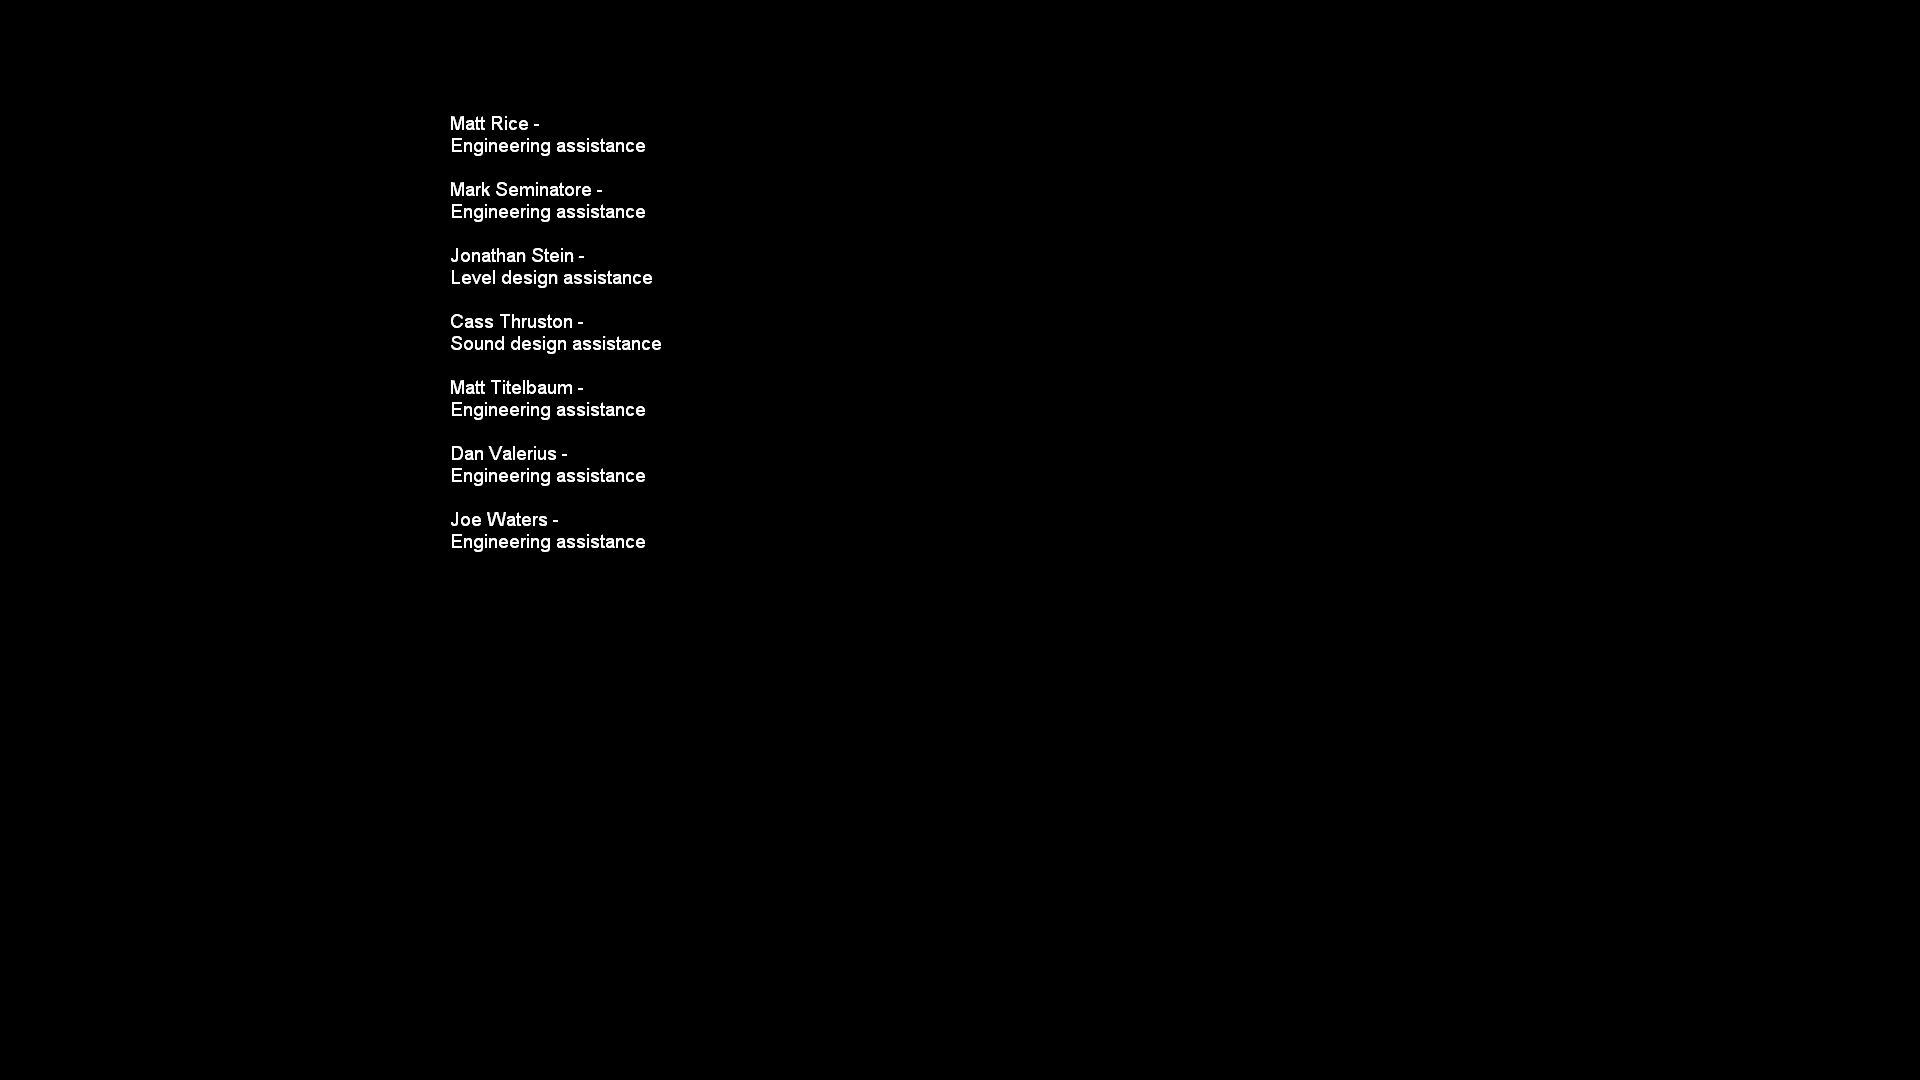 Matt Rice -
Engineering assistance
Mark Seminatore -
Engineering assistance
Jonathan Stein -
Level design assistance
Cass Thruston -
Sound design assistance
Matt Titelbaum -
Engineering assistance
Dan Valerius -
Engineering assistance
Joe Waters -
Engineering assistance